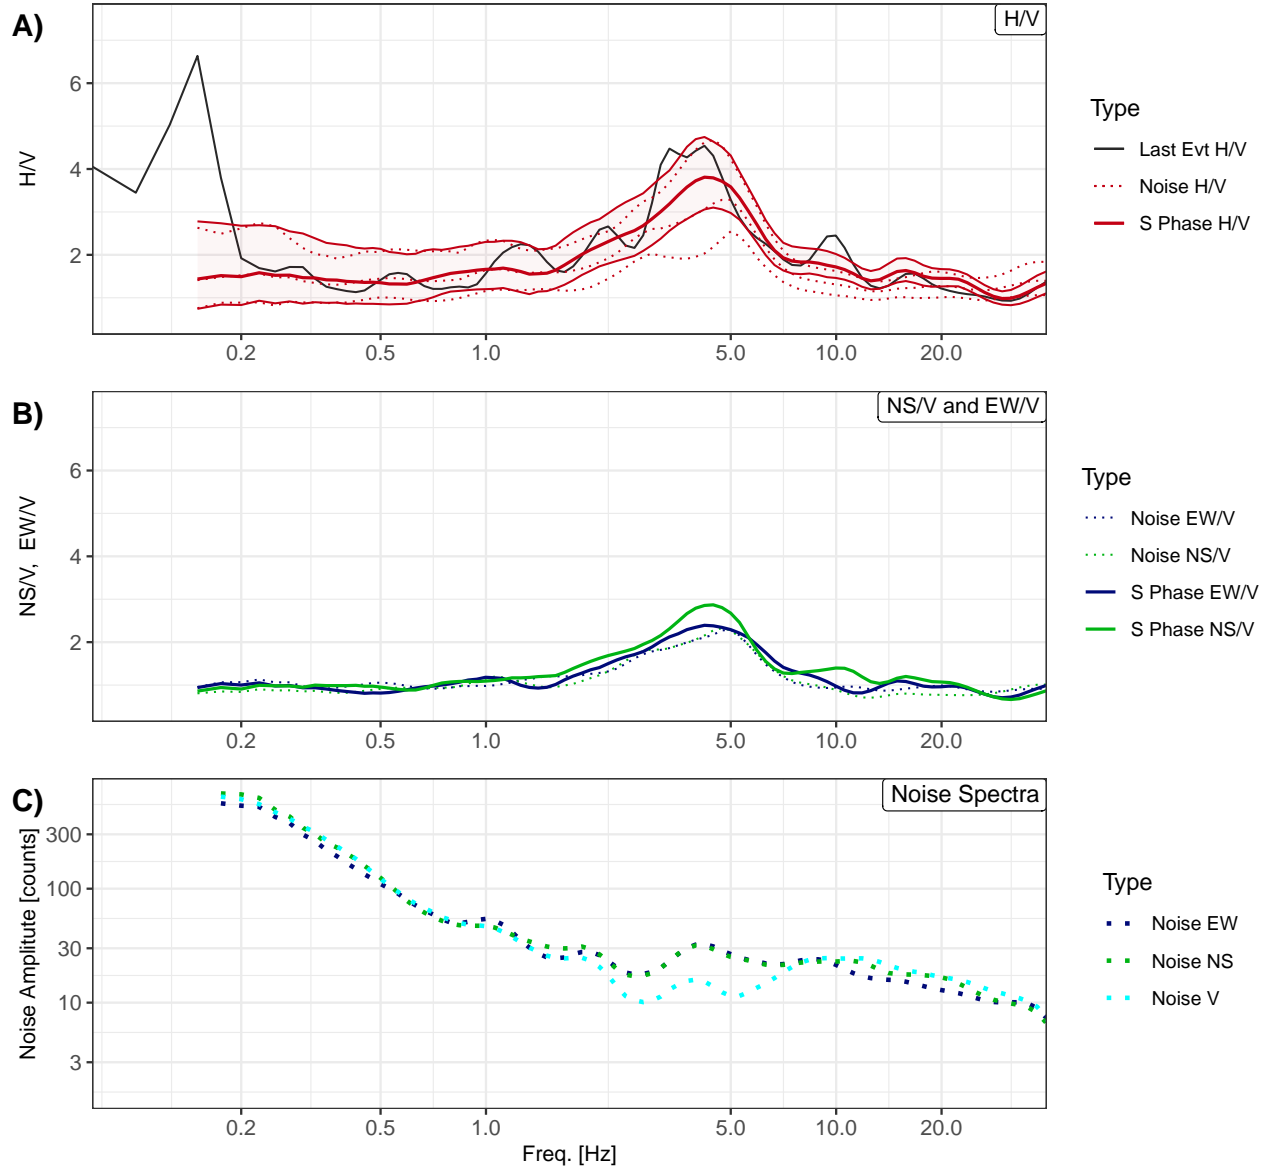 A)
H/V
6
4
2
H/V
0.2 0.5 1.0 5.0 10.0 20.0
Type
Last Evt H/V
Noise H/V
S Phase H/V
B)
NS/V and EW/V
6
4
2
NS/V, EW/V
0.2 0.5 1.0 5.0 10.0 20.0
Type
Noise EW/V
Noise NS/V
S Phase EW/V
S Phase NS/V
C)
Noise Spectra
300
100
30
10
3
Noise Amplitute [counts]
0.2 0.5 1.0 5.0 10.0 20.0
Freq. [Hz]
Type
Noise EW
Noise NS
Noise V